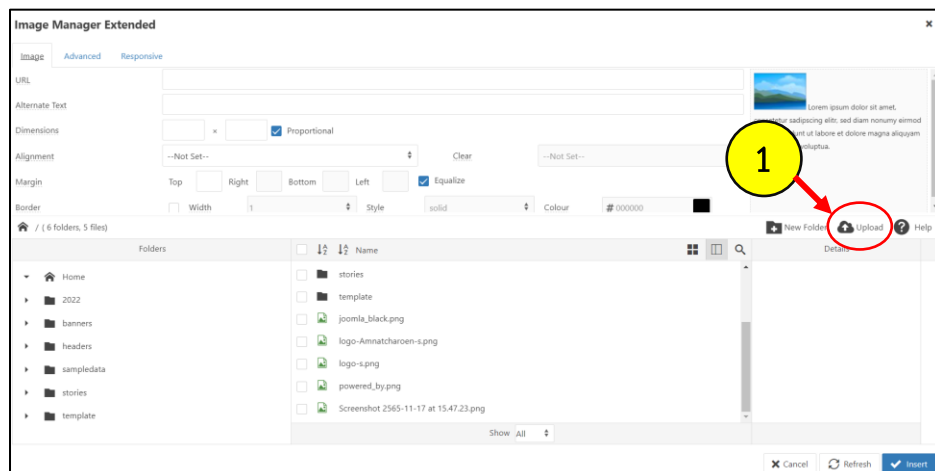 Image Manager Extended ×
Image Advanced Responsive
URL
Alternate Text
Dimensions × Proportional
Alignment --Not Set-- Clear --Not Set--
Margin Top Right Bottom Left Equalize
Border Width 1 Style solid Colour # 000000
Lorem ipsum dolor sit amet,
sadipscing elitr, sed diam nonumy eirmod
ut labore et dolore magna aliquyam
voluptua.
1
/ ( 6 folders, 5 files) New Folder Upload Help
Folders Name Details
Home
2022
banners
headers
sampledata
stories
template
stories
template
joomla_black.png
logo-Amnatcharoen-s.png
logo-s.png
powered_by.png
Screenshot 2565-11-17 at 15.47.23.png
Show All
Cancel Refresh Insert